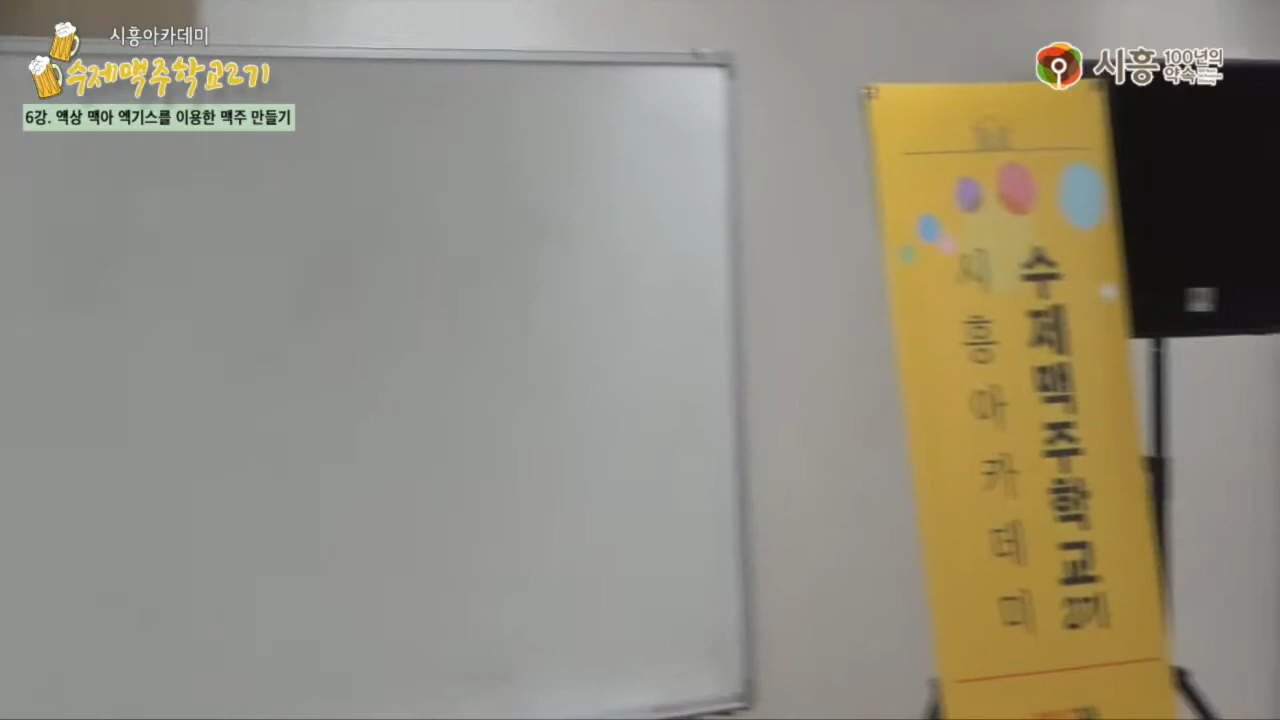 시흥아카데미
수제맥주학교2기
6강. 액상 맥아 엑기스를 이용한 맥주 만들기
시흥 100년의
약속
수제맥주학교2기
시흥아카데미